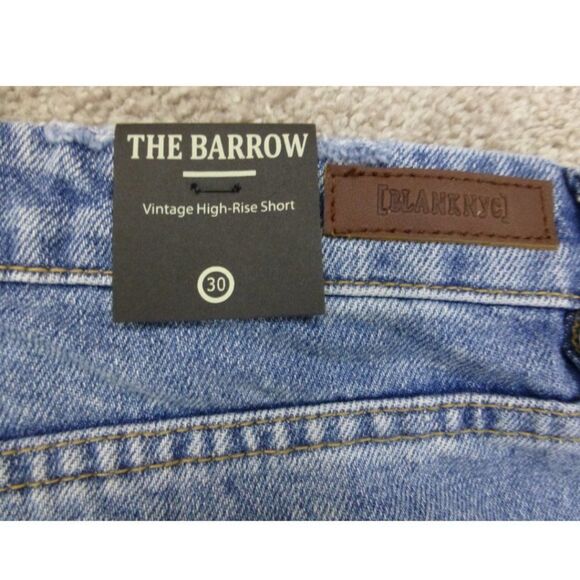 THE BARROW
Vintage High-Rise Short
30
[BLANKNYC]